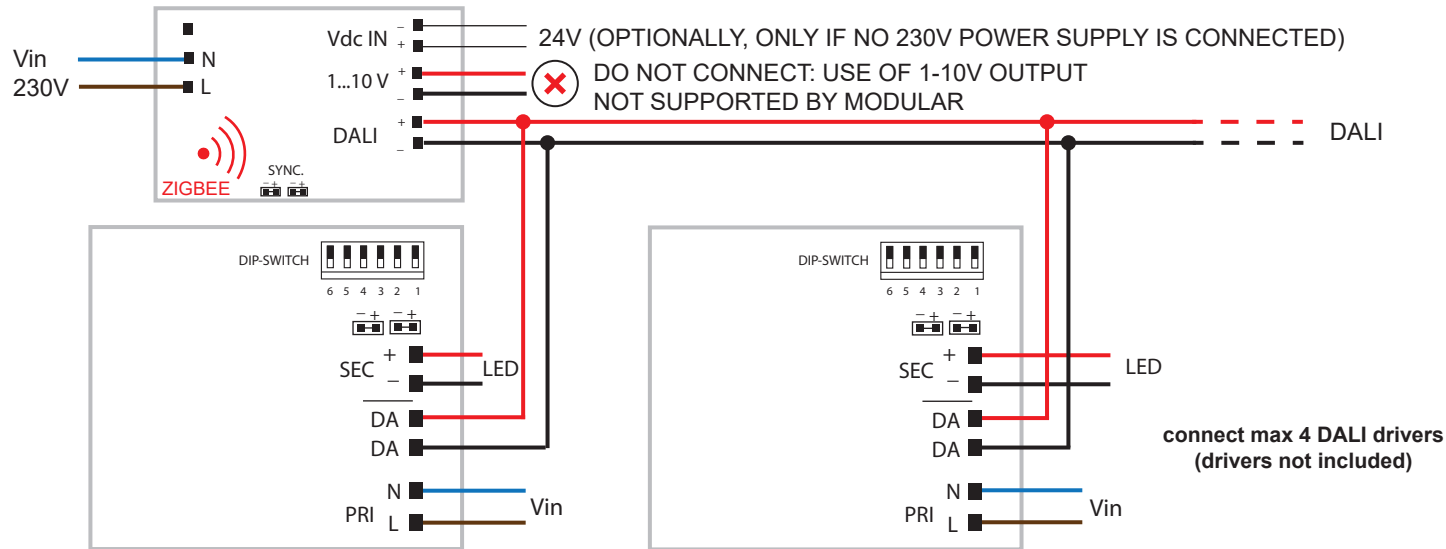 Vin
230V
N
L
Vdc IN
−
+
24V (OPTIONALLY, ONLY IF NO 230V POWER SUPPLY IS CONNECTED)
1...10 V
+
−
DO NOT CONNECT: USE OF 1-10V OUTPUT
NOT SUPPORTED BY MODULAR
DALI
+
−
DALI
ZIGBEE
SYNC.
− + − +
DIP-SWITCH
6 5 4 3 2 1
− + − +
SEC
+
−
LED
DA
DA
PRI
N
L
Vin
DIP-SWITCH
6 5 4 3 2 1
− + − +
SEC
+
−
LED
DA
DA
PRI
N
L
Vin
connect max 4 DALI drivers
(drivers not included)